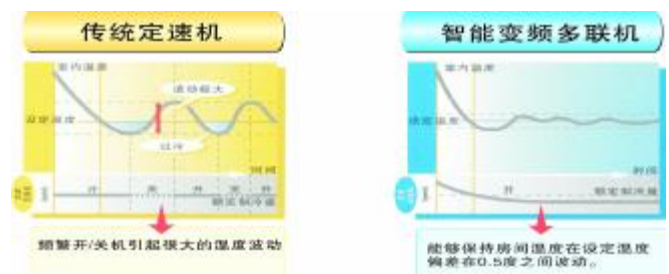 传统定速机
室内温度
波动较大
设定温度
过冷
时间
开 关 开 关 开
额定制冷量
频繁开/关机引起很大的温度波动
智能变频多联机
室内温度
设定温度
时间
开
额定制冷量
能够保持房间温度在设定温度
偏差在0.5度之间波动。